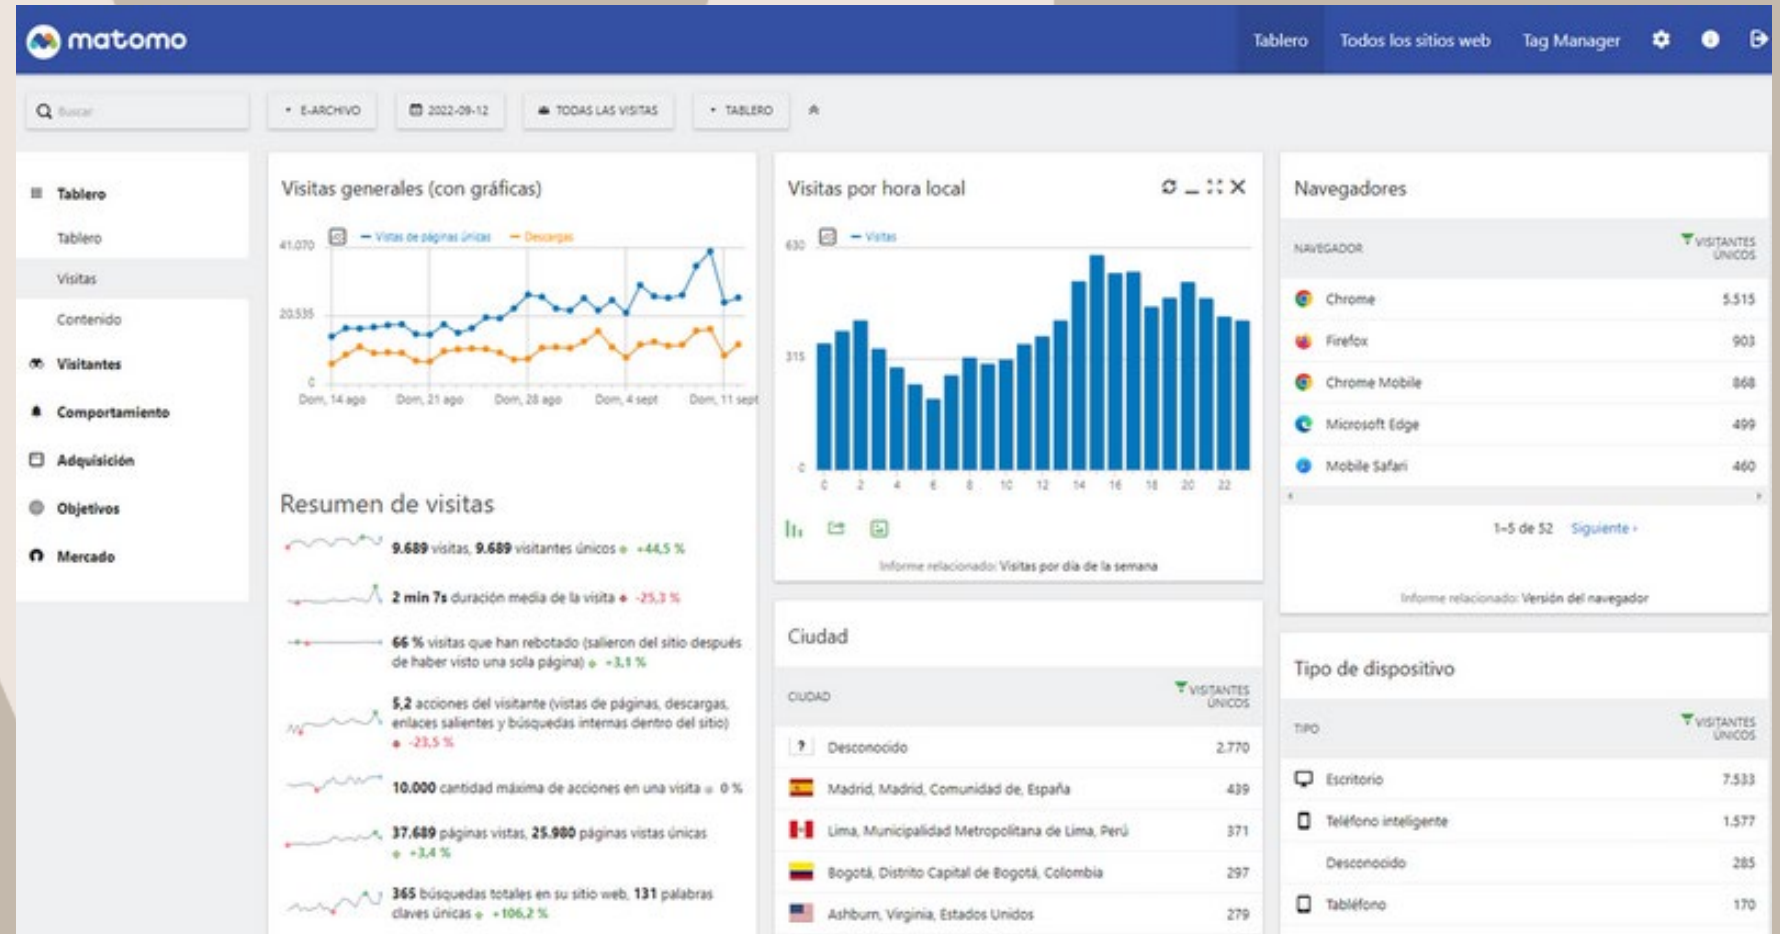 matomo
Tablero
Todos los sitios web
Tag Manager
Buscar
E-ARCHIVO
2022-09-12
TODAS LAS VISITAS
TABLERO
Tablero
Tablero
Visitas
Contenido
Visitantes
Comportamiento
Adquisición
Objetivos
Mercado
Visitas generales (con gráficas)
Vistas de páginas únicas
Descargas
41.070
20.535
0
Dom, 14 ago
Dom, 21 ago
Dom, 28 ago
Dom, 4 sept
Dom, 11 sept
Resumen de visitas
9.689 visitas, 9.689 visitantes únicos +44,5 %
2 min 7s duración media de la visita -25,3 %
66 % visitas que han rebotado (salieron del sitio después
de haber visto una sola página) +3,1 %
5,2 acciones del visitante (vistas de páginas, descargas,
enlaces salientes y búsquedas internas dentro del sitio)
-23,5 %
10.000 cantidad máxima de acciones en una visita 0 %
37.689 páginas vistas, 25.980 páginas vistas únicas
+3,4 %
365 búsquedas totales en su sitio web, 131 palabras
claves únicas +106,2 %
Visitas por hora local
Visitas
630
315
0
0 2 4 6 8 10 12 14 16 18 20 22
Informe relacionado: Visitas por día de la semana
Ciudad
CIUDAD
VISITANTES
ÚNICOS
? Desconocido 2.770
Madrid, Madrid, Comunidad de, España 439
Lima, Municipalidad Metropolitana de Lima, Perú 371
Bogotá, Distrito Capital de Bogotá, Colombia 297
Ashburn, Virginia, Estados Unidos 279
Navegadores
NAVEGADOR
VISITANTES
ÚNICOS
Chrome 5.515
Firefox 903
Chrome Mobile 868
Microsoft Edge 499
Mobile Safari 460
1–5 de 52 Siguiente ›
Informe relacionado: Versión del navegador
Tipo de dispositivo
TIPO
VISITANTES
ÚNICOS
Escritorio 7.533
Teléfono inteligente 1.577
Desconocido 285
Tabléfono 170